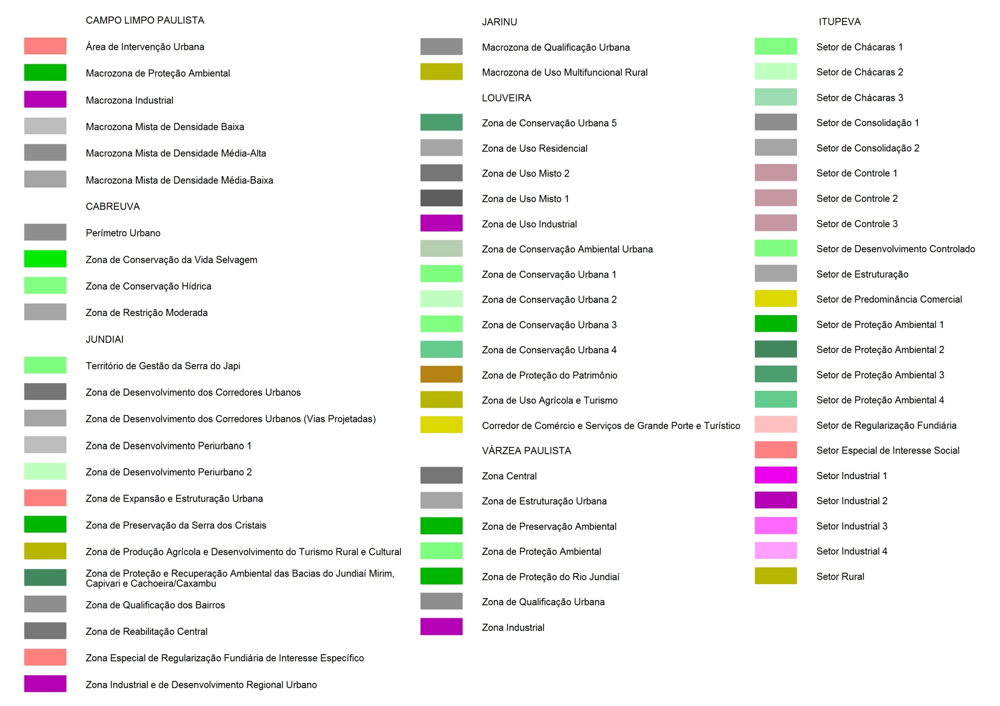 CAMPO LIMPO PAULISTA
Área de Intervenção Urbana
Macrozona de Proteção Ambiental
Macrozona Industrial
Macrozona Mista de Densidade Baixa
Macrozona Mista de Densidade Média-Alta
Macrozona Mista de Densidade Média-Baixa
CABREUVA
Perímetro Urbano
Zona de Conservação da Vida Selvagem
Zona de Conservação Hídrica
Zona de Restrição Moderada
JUNDIAI
Território de Gestão da Serra do Japi
Zona de Desenvolvimento dos Corredores Urbanos
Zona de Desenvolvimento dos Corredores Urbanos (Vias Projetadas)
Zona de Desenvolvimento Periurbano 1
Zona de Desenvolvimento Periurbano 2
Zona de Expansão e Estruturação Urbana
Zona de Preservação da Serra dos Cristais
Zona de Produção Agrícola e Desenvolvimento do Turismo Rural e Cultural
Zona de Proteção e Recuperação Ambiental das Bacias do Jundiaí Mirim,
Capivari e Cachoeira/Caxambu
Zona de Qualificação dos Bairros
Zona de Reabilitação Central
Zona Especial de Regularização Fundiária de Interesse Específico
Zona Industrial e de Desenvolvimento Regional Urbano
JARINU
Macrozona de Qualificação Urbana
Macrozona de Uso Multifuncional Rural
LOUVEIRA
Zona de Conservação Urbana 5
Zona de Uso Residencial
Zona de Uso Misto 2
Zona de Uso Misto 1
Zona de Uso Industrial
Zona de Conservação Ambiental Urbana
Zona de Conservação Urbana 1
Zona de Conservação Urbana 2
Zona de Conservação Urbana 3
Zona de Conservação Urbana 4
Zona de Proteção do Patrimônio
Zona de Uso Agrícola e Turismo
Corredor de Comércio e Serviços de Grande Porte e Turístico
VÁRZEA PAULISTA
Zona Central
Zona de Estruturação Urbana
Zona de Preservação Ambiental
Zona de Proteção Ambiental
Zona de Proteção do Rio Jundiaí
Zona de Qualificação Urbana
Zona Industrial
ITUPEVA
Setor de Chácaras 1
Setor de Chácaras 2
Setor de Chácaras 3
Setor de Consolidação 1
Setor de Consolidação 2
Setor de Controle 1
Setor de Controle 2
Setor de Controle 3
Setor de Desenvolvimento Controlado
Setor de Estruturação
Setor de Predominância Comercial
Setor de Proteção Ambiental 1
Setor de Proteção Ambiental 2
Setor de Proteção Ambiental 3
Setor de Proteção Ambiental 4
Setor de Regularização Fundiária
Setor Especial de Interesse Social
Setor Industrial 1
Setor Industrial 2
Setor Industrial 3
Setor Industrial 4
Setor Rural